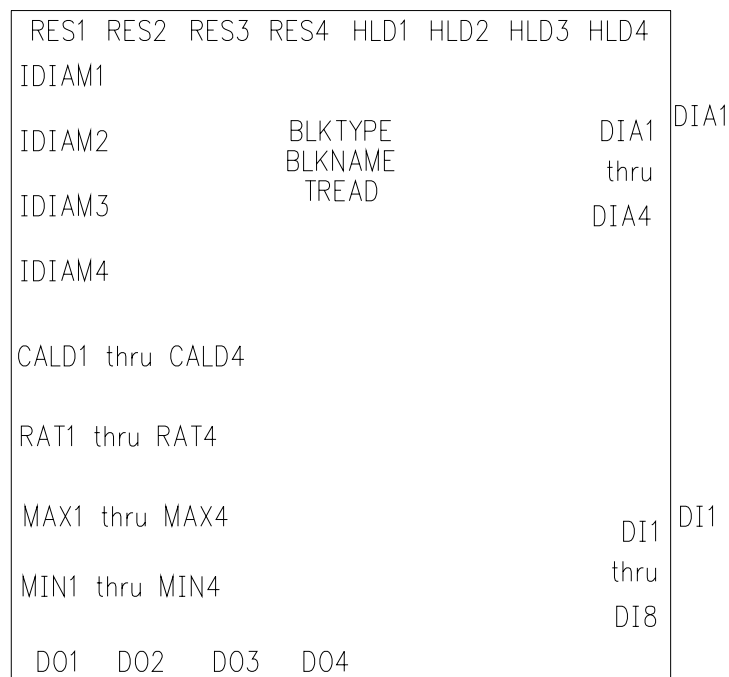 RES1 RES2 RES3 RES4 HLD1 HLD2 HLD3 HLD4
IDIAM1
DIA1
IDIAM2 BLKTYPE DIA1
BLKNAME thru
TREAD
IDIAM3 DIA4
IDIAM4
CALD1 thru CALD4
RAT1 thru RAT4
MAX1 thru MAX4 DI1
DI1
thru
MIN1 thru MIN4
DI8
DO1 DO2 DO3 DO4